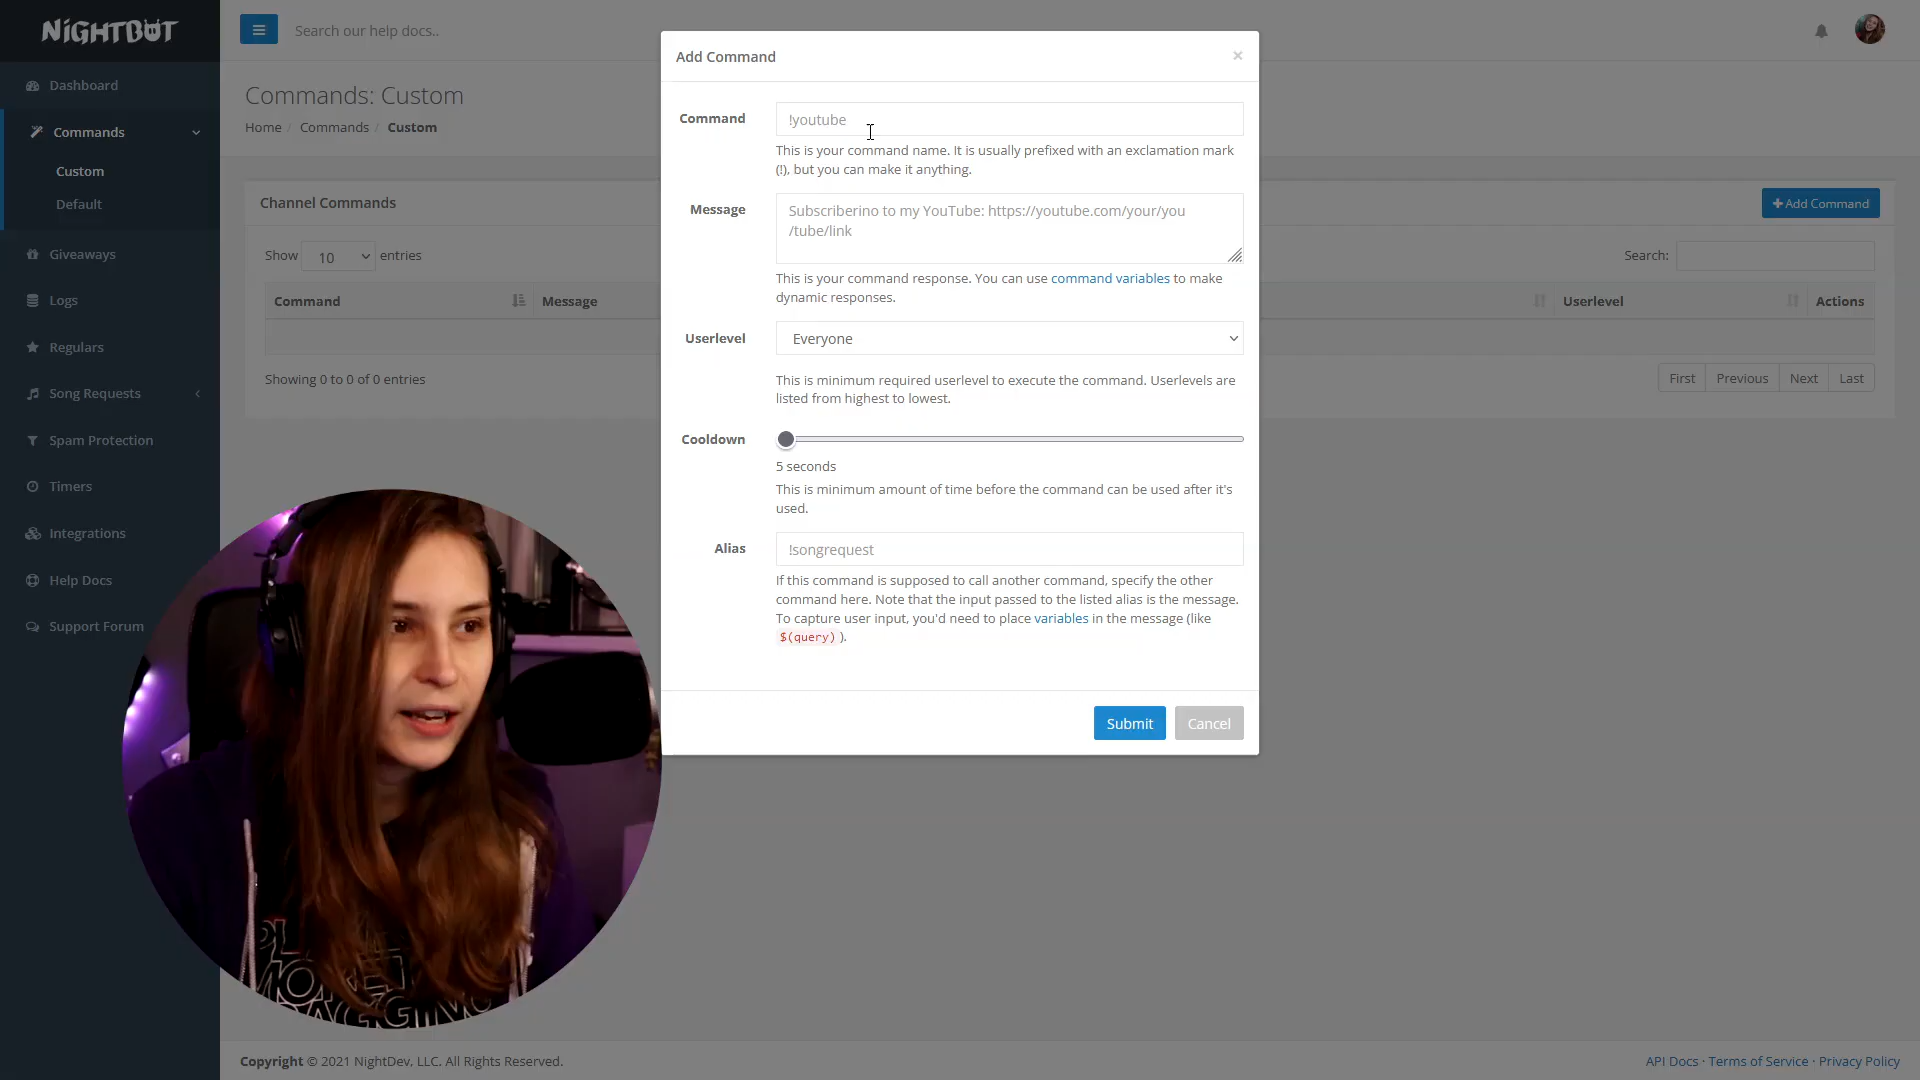 NiGHTBOT
Search our help docs..
Dashboard
Commands
Custom
Default
Giveaways
Logs
Regulars
Song Requests
Spam Protection
Timers
Integrations
Help Docs
Support Forum
Commands: Custom
Home / Commands / Custom
Channel Commands
+ Add Command
Show 10 entries
Search:
Command Message Userlevel Actions
Showing 0 to 0 of 0 entries
First Previous Next Last
Add Command ×
Command !youtube
This is your command name. It is usually prefixed with an exclamation mark
(!), but you can make it anything.
Message Subscriberino to my YouTube: https://youtube.com/your/you
/tube/link
This is your command response. You can use command variables to make
dynamic responses.
Userlevel Everyone
This is minimum required userlevel to execute the command. Userlevels are
listed from highest to lowest.
Cooldown
5 seconds
This is minimum amount of time before the command can be used after it's
used.
Alias !songrequest
If this command is supposed to call another command, specify the other
command here. Note that the input passed to the listed alias is the message.
To capture user input, you'd need to place variables in the message (like
$(query) ).
Submit Cancel
Copyright © 2021 NightDev, LLC. All Rights Reserved.
API Docs · Terms of Service · Privacy Policy